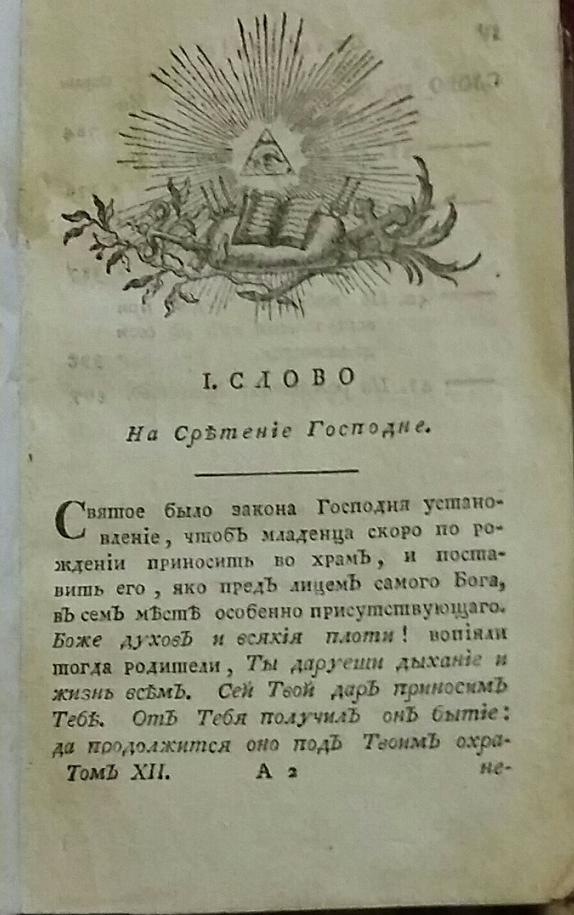 I. СЛОВО
На Срѣтеніе Господне.
Святое было закона Господня устано-
вленіе, чтобъ младенца скоро по ро-
жденіи приносить во храмъ, и поста-
вить его, яко предъ лицемъ самого Бога,
въ семъ мѣстѣ особенно присутствующаго.
Боже духовъ и всякія плоти! вопіяли
тогда родители, Ты даруеши дыханіе и
жизнь всѣмъ. Сей Твой даръ приносимъ
Тебѣ. Отъ Тебя получилъ онъ бытіе:
да продолжится оно подъ Твоимъ охра-
Томъ XII. А 2 не-